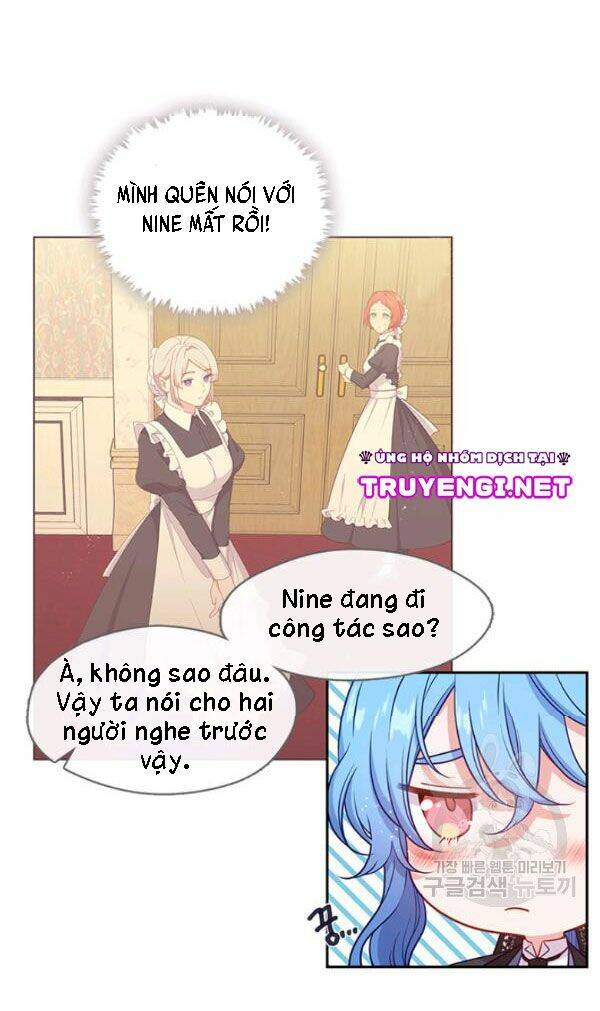 MÌNH QUÊN NÓI VỚI
NINE MẤT RỒI!
ỦNG HỘ NHÓM DỊCH TẠI
TRUYENGI.NET
Nine đang đi
công tác sao?
À, không sao đâu.
Vậy ta nói cho hai
người nghe trước
vậy.
가장 빠른 웹툰 미리보기
구글검색 뉴토끼
꿍...